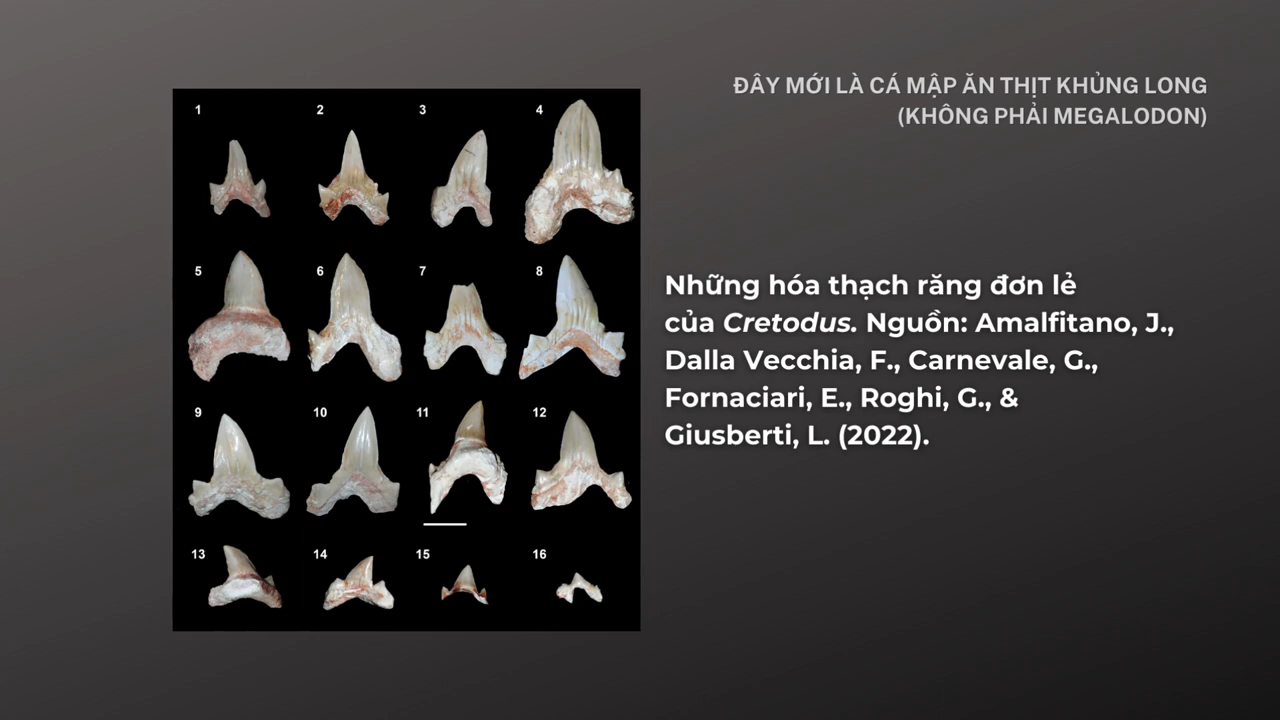 ĐÂY MỚI LÀ CÁ MẬP ĂN THỊT KHỦNG LONG
(KHÔNG PHẢI MEGALODON)
1 2 3 4
5 6 7 8
9 10 11 12
13 14 15 16
Những hóa thạch răng đơn lẻ
của Cretodus. Nguồn: Amalfitano, J.,
Dalla Vecchia, F., Carnevale, G.,
Fornaciari, E., Roghi, G., &
Giusberti, L. (2022).